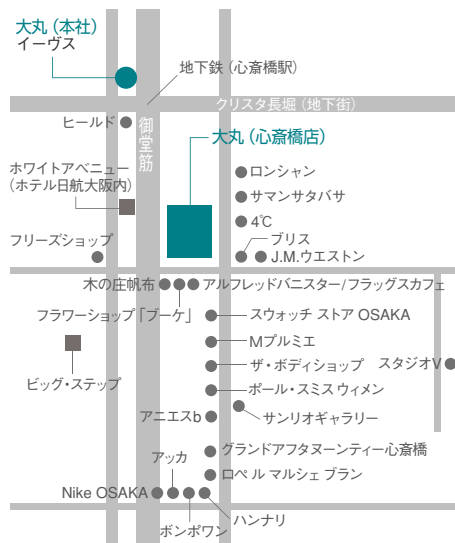 大丸（本社）
イーヴス
地下鉄（心斎橋駅）
クリスタ長堀（地下街）
ヒールド
御堂筋
大丸（心斎橋店）
ホワイトアベニュー
（ホテル日航大阪内）
ロンシャン
サマンサタバサ
4℃
フリーズショップ
ブリス
J.M.ウエストン
木の庄帆布
アルフレッドバニスター/フラッグスカフェ
フラワーショップ「ブーケ」
スウォッチ ストア OSAKA
Mプルミエ
ザ・ボディショップ
スタジオV
ビッグ・ステップ
ポール・スミス ウィメン
アニエスb
サンリオギャラリー
グランドアフタヌーンティー心斎橋
アッカ
ロペ ル マルシェ ブラン
Nike OSAKA
ハンナリ
ボンポワン